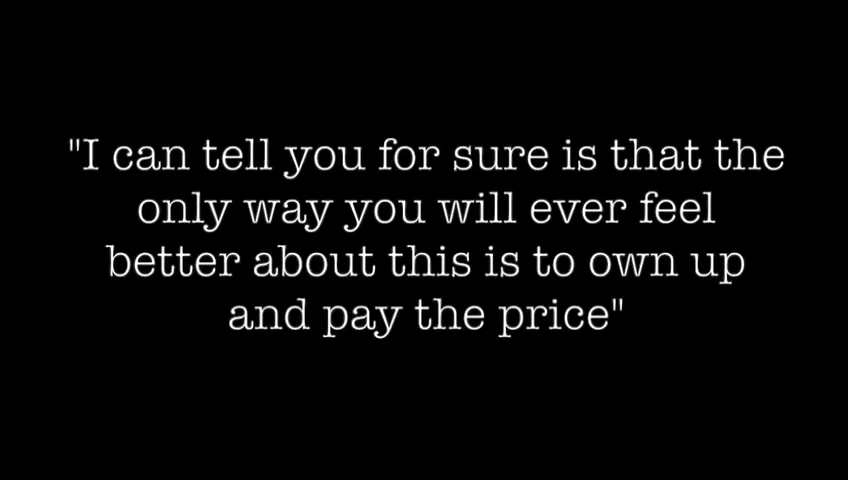 "I can tell you for sure is that the
only way you will ever feel
better about this is to own up
and pay the price"